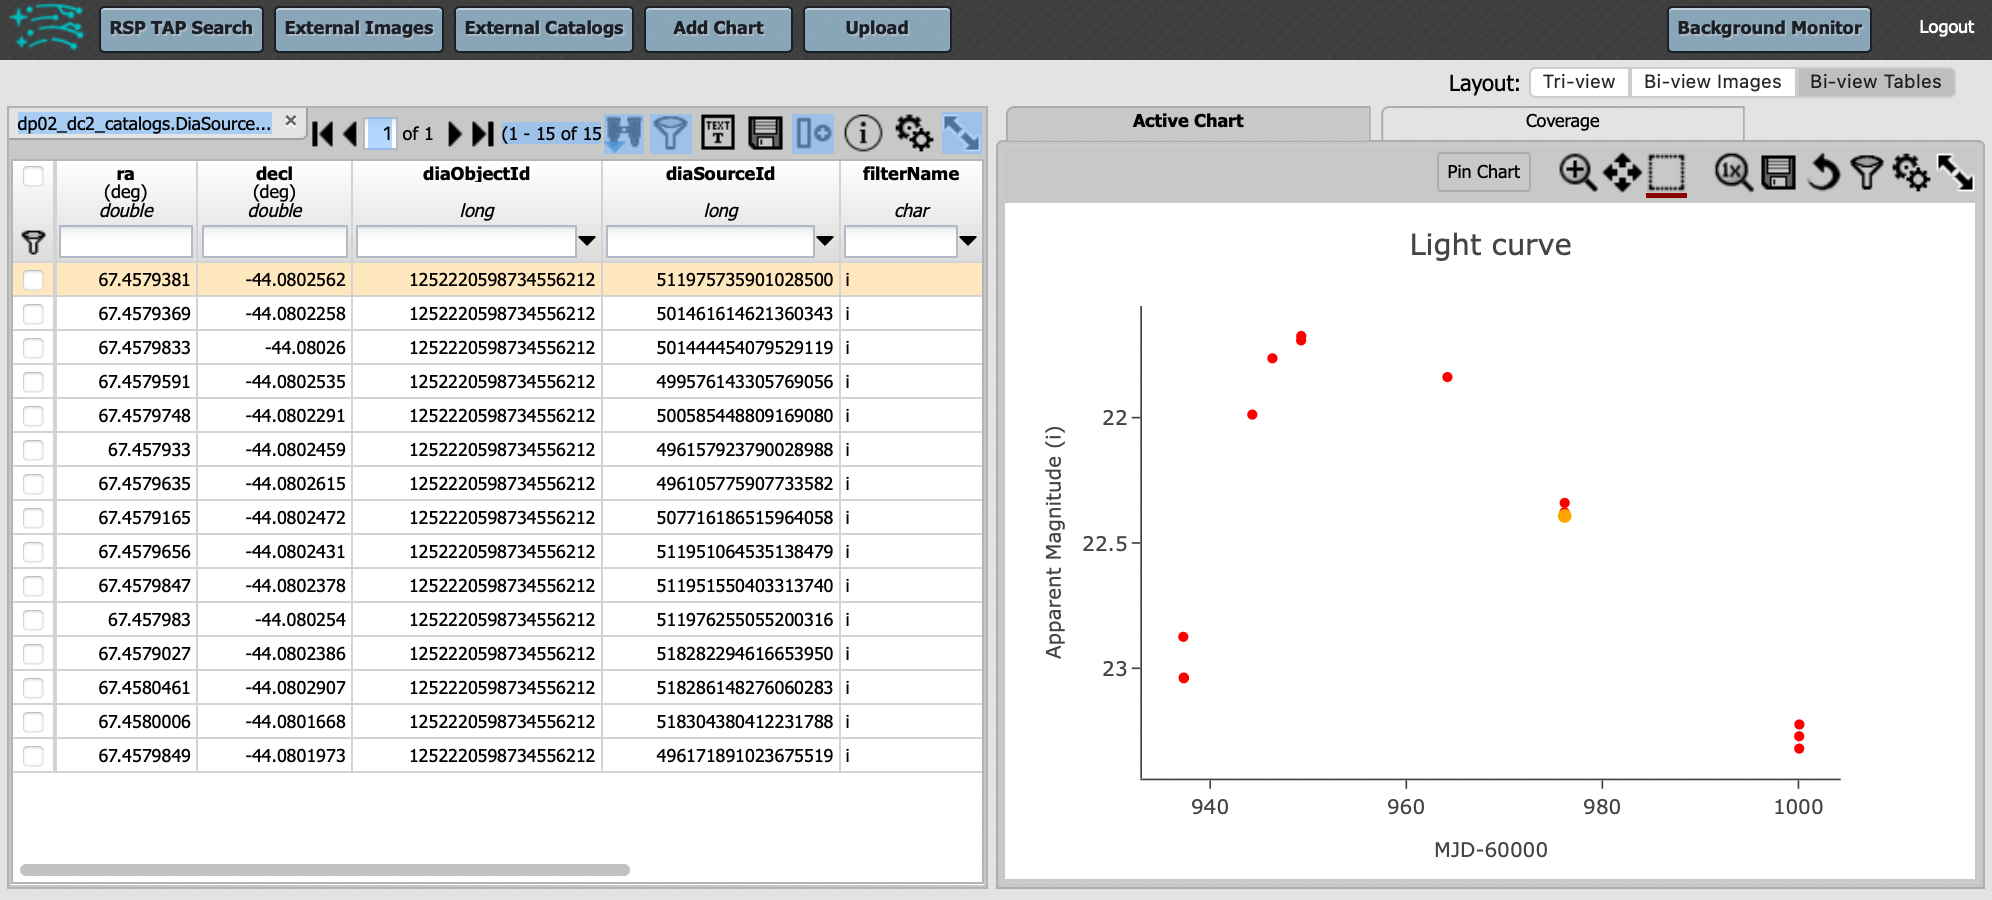 RSP TAP Search External Images External Catalogs Add Chart Upload Background Monitor Logout
Layout: Tri-view Bi-view Images Bi-view Tables
dp02_dc2_catalogs.DiaSource... × 1 of 1 (1 - 15 of 15 TEXT T i
ra decl diaObjectId diaSourceId filterName
(deg) (deg)
double double long long char
67.4579381 -44.0802562 1252220598734556212 511975735901028500 i
67.4579369 -44.0802258 1252220598734556212 501461614621360343 i
67.4579833 -44.08026 1252220598734556212 501444454079529119 i
67.4579591 -44.0802535 1252220598734556212 499576143305769056 i
67.4579748 -44.0802291 1252220598734556212 500585448809169080 i
67.457933 -44.0802459 1252220598734556212 496157923790028988 i
67.4579635 -44.0802615 1252220598734556212 496105775907733582 i
67.4579165 -44.0802472 1252220598734556212 507716186515964058 i
67.4579656 -44.0802431 1252220598734556212 511951064535138479 i
67.4579847 -44.0802378 1252220598734556212 511951550403313740 i
67.457983 -44.080254 1252220598734556212 511976255055200316 i
67.4579027 -44.0802386 1252220598734556212 518282294616653950 i
67.4580461 -44.0802907 1252220598734556212 518286148276060283 i
67.4580006 -44.0801668 1252220598734556212 518304380412231788 i
67.4579849 -44.0801973 1252220598734556212 496171891023675519 i
Active Chart Coverage
Pin Chart 1x
Light curve
Apparent Magnitude (i)
22
22.5
23
940 960 980 1000
MJD-60000